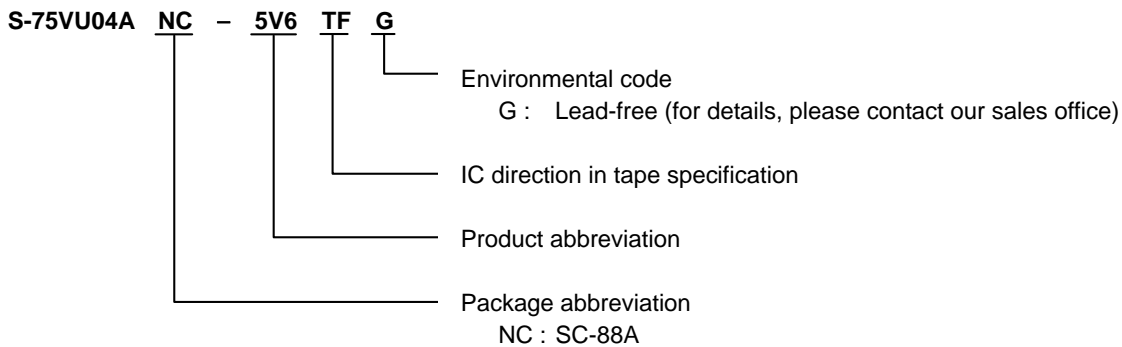 S-75VU04A NC – 5V6 TF G
Environmental code
G : Lead-free (for details, please contact our sales office)
IC direction in tape specification
Product abbreviation
Package abbreviation
NC : SC-88A